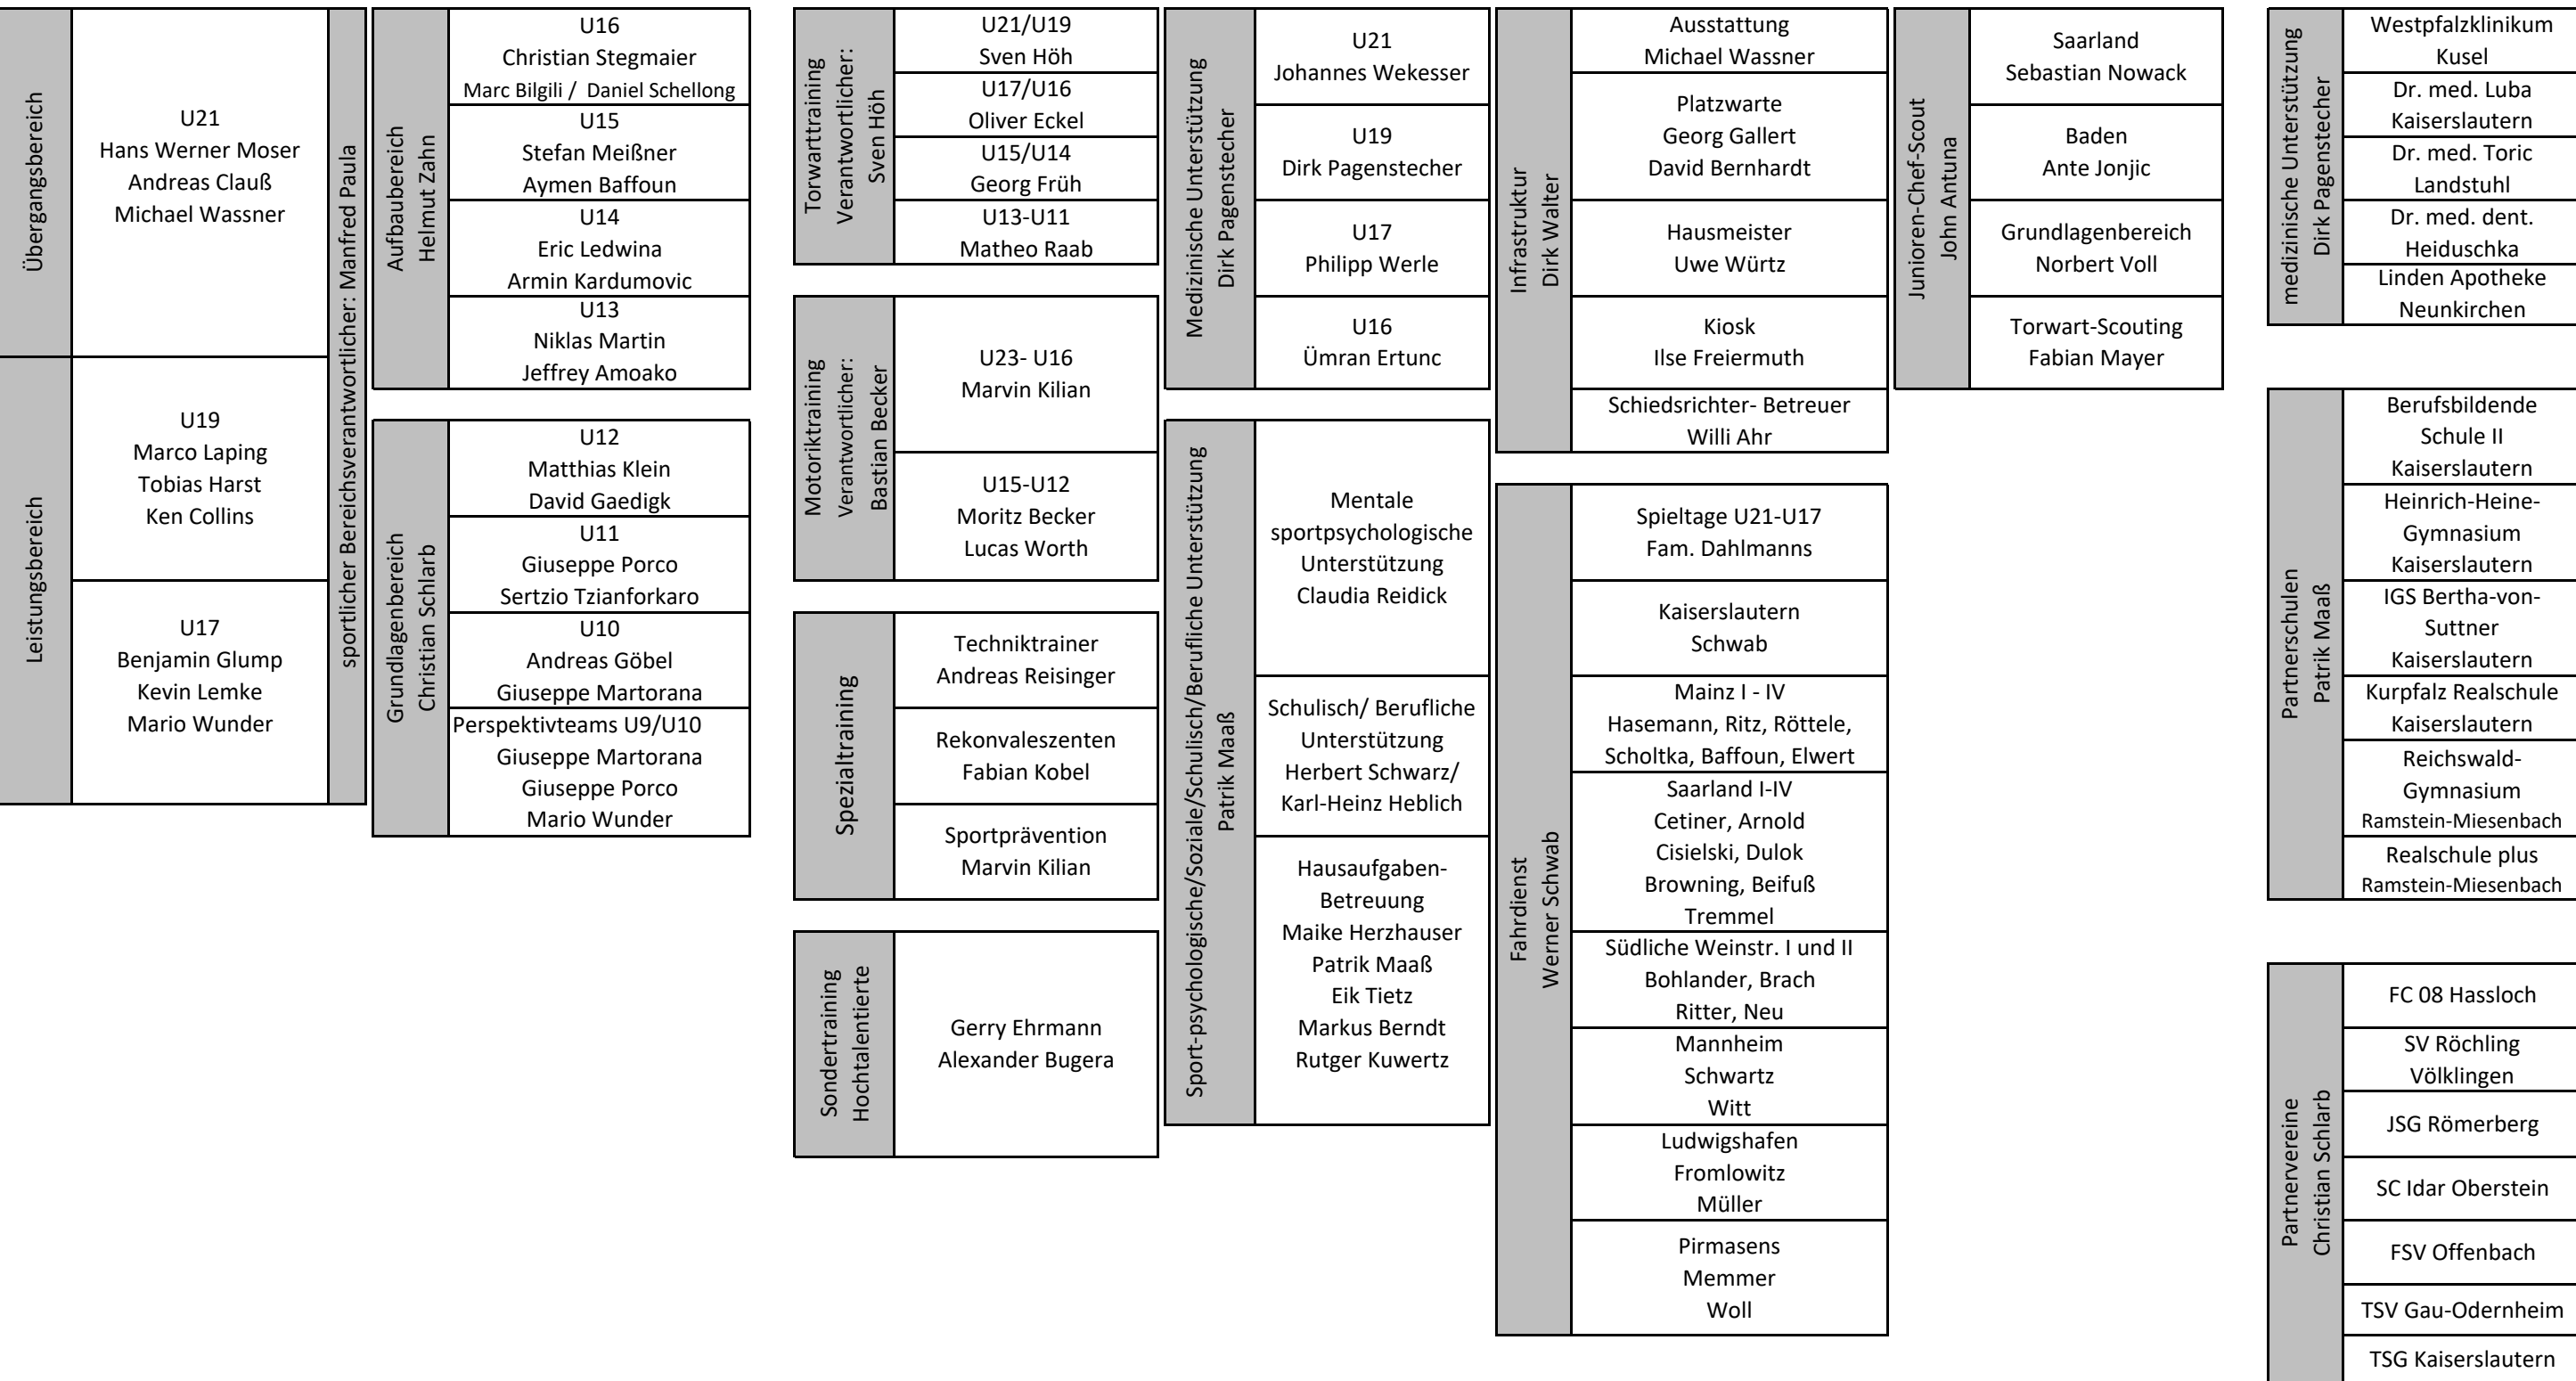 Übergangsbereich
U21
Hans Werner Moser
Andreas Clauß
Michael Wassner
Leistungsbereich
U19
Marco Laping
Tobias Harst
Ken Collins
U17
Benjamin Glump
Kevin Lemke
Mario Wunder
sportlicher Bereichsverantwortlicher: Manfred Paula
Aufbaubereich
Helmut Zahn
U16
Christian Stegmaier
Marc Bilgili / Daniel Schellong
U15
Stefan Meißner
Aymen Baffoun
U14
Eric Ledwina
Armin Kardumovic
U13
Niklas Martin
Jeffrey Amoako
Grundlagenbereich
Christian Schlarb
U12
Matthias Klein
David Gaedigk
U11
Giuseppe Porco
Sertzio Tzianforkaro
U10
Andreas Göbel
Giuseppe Martorana
Perspektivteams U9/U10
Giuseppe Martorana
Giuseppe Porco
Mario Wunder
Torwarttraining
Verantwortlicher:
Sven Höh
U21/U19
Sven Höh
U17/U16
Oliver Eckel
U15/U14
Georg Früh
U13-U11
Matheo Raab
Motoriktraining
Verantwortlicher:
Bastian Becker
U23- U16
Marvin Kilian
U15-U12
Moritz Becker
Lucas Worth
Spezialtraining
Techniktrainer
Andreas Reisinger
Rekonvaleszenten
Fabian Kobel
Sportprävention
Marvin Kilian
Sondertraining
Hochtalentierte
Gerry Ehrmann
Alexander Bugera
Medizinische Unterstützung
Dirk Pagenstecher
U21
Johannes Wekesser
U19
Dirk Pagenstecher
U17
Philipp Werle
U16
Ümran Ertunc
Sport-psychologische/Soziale/Schulisch/Berufliche Unterstützung
Patrik Maaß
Mentale
sportpsychologische
Unterstützung
Claudia Reidick
Schulisch/ Berufliche
Unterstützung
Herbert Schwarz/
Karl-Heinz Heblich
Hausaufgaben-
Betreuung
Maike Herzhauser
Patrik Maaß
Eik Tietz
Markus Berndt
Rutger Kuwertz
Infrastruktur
Dirk Walter
Ausstattung
Michael Wassner
Platzwarte
Georg Gallert
David Bernhardt
Hausmeister
Uwe Würtz
Kiosk
Ilse Freiermuth
Schiedsrichter- Betreuer
Willi Ahr
Fahrdienst
Werner Schwab
Spieltage U21-U17
Fam. Dahlmanns
Kaiserslautern
Schwab
Mainz I - IV
Hasemann, Ritz, Röttele,
Scholtka, Baffoun, Elwert
Saarland I-IV
Cetiner, Arnold
Cisielski, Dulok
Browning, Beifuß
Tremmel
Südliche Weinstr. I und II
Bohlander, Brach
Ritter, Neu
Mannheim
Schwartz
Witt
Ludwigshafen
Fromlowitz
Müller
Pirmasens
Memmer
Woll
Junioren-Chef-Scout
John Antuna
Saarland
Sebastian Nowack
Baden
Ante Jonjic
Grundlagenbereich
Norbert Voll
Torwart-Scouting
Fabian Mayer
medizinische Unterstützung
Dirk Pagenstecher
Westpfalzklinikum
Kusel
Dr. med. Luba
Kaiserslautern
Dr. med. Toric
Landstuhl
Dr. med. dent.
Heiduschka
Linden Apotheke
Neunkirchen
Partnerschulen
Patrik Maaß
Berufsbildende
Schule II
Kaiserslautern
Heinrich-Heine-
Gymnasium
Kaiserslautern
IGS Bertha-von-
Suttner
Kaiserslautern
Kurpfalz Realschule
Kaiserslautern
Reichswald-
Gymnasium
Ramstein-Miesenbach
Realschule plus
Ramstein-Miesenbach
Partnervereine
Christian Schlarb
FC 08 Hassloch
SV Röchling
Völklingen
JSG Römerberg
SC Idar Oberstein
FSV Offenbach
TSV Gau-Odernheim
TSG Kaiserslautern